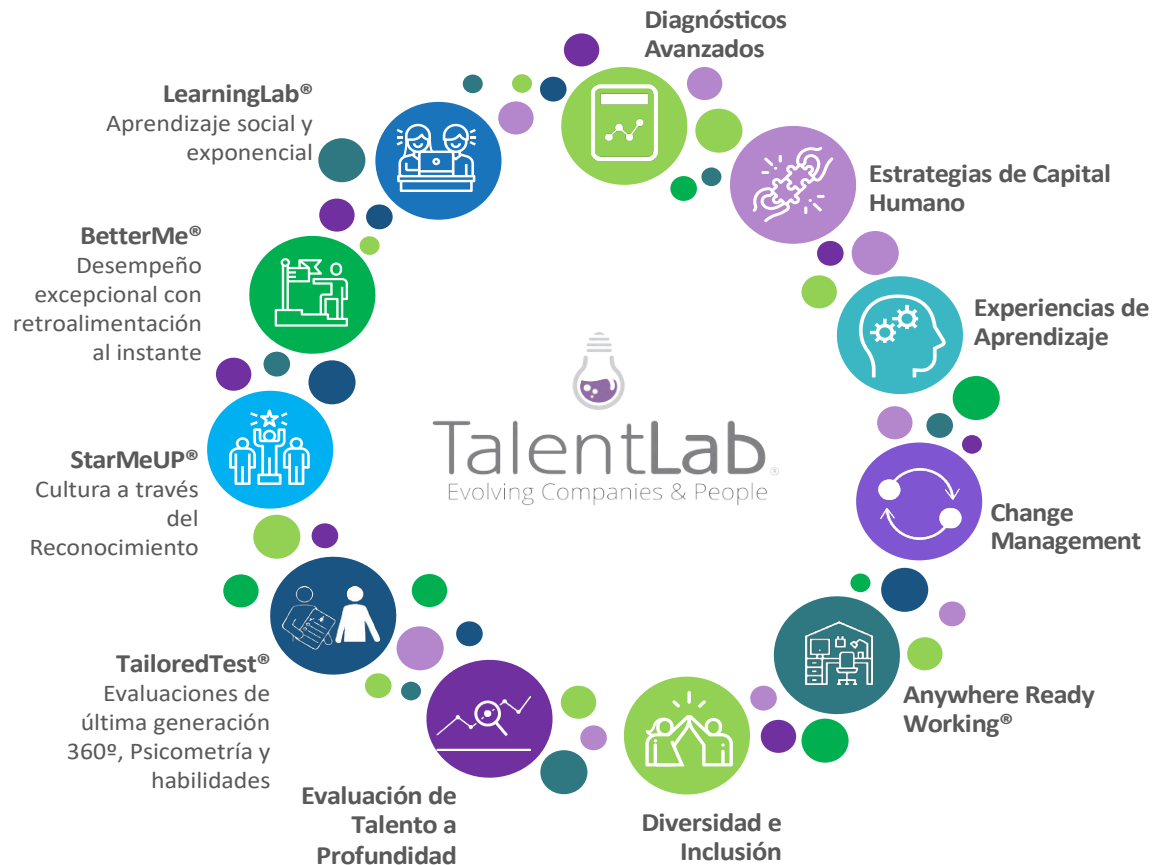 Diagnósticos
Avanzados
Estrategias de Capital
Humano
Experiencias de
Aprendizaje
Change
Management
Anywhere Ready
Working®
Diversidad e
Inclusión
Evaluación de
Talento a
Profundidad
TailoredTest®
Evaluaciones de
última generación
360º, Psicometría y
habilidades
StarMeUP®
Cultura a través
del
Reconocimiento
BetterMe®
Desempeño
excepcional con
retroalimentación
al instante
LearningLab®
Aprendizaje social y
exponencial
TalentLab®
Evolving Companies & People